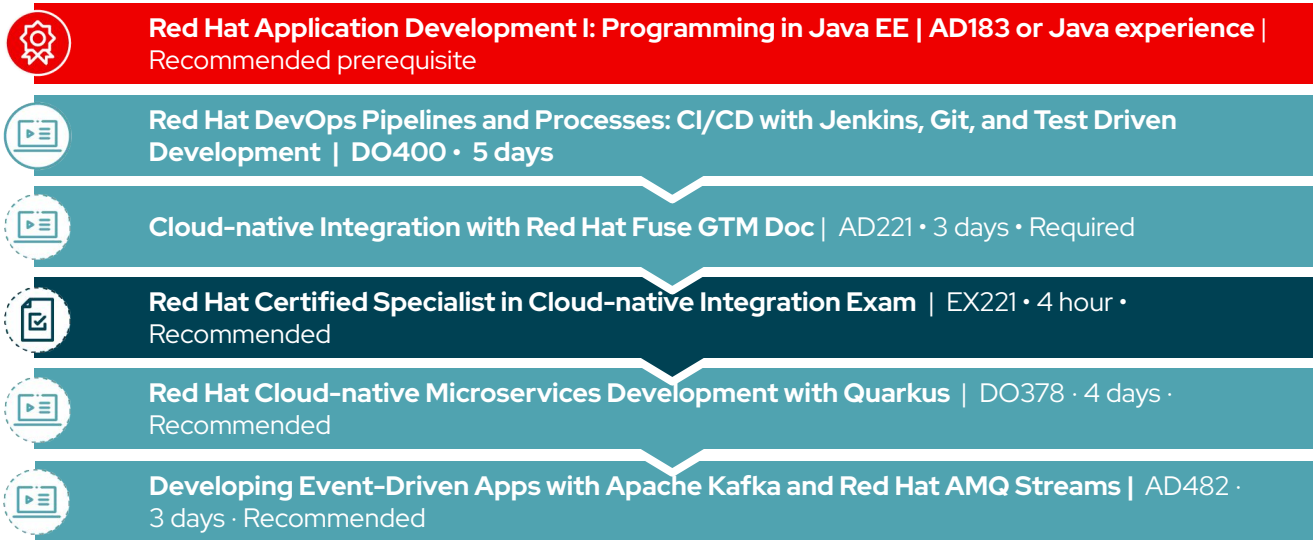 Red Hat Application Development I: Programming in Java EE | AD183 or Java experience |
Recommended prerequisite
Red Hat DevOps Pipelines and Processes: CI/CD with Jenkins, Git, and Test Driven
Development | DO400 • 5 days
Cloud-native Integration with Red Hat Fuse GTM Doc | AD221 • 3 days • Required
Red Hat Certified Specialist in Cloud-native Integration Exam | EX221 • 4 hour •
Recommended
Red Hat Cloud-native Microservices Development with Quarkus | DO378 · 4 days ·
Recommended
Developing Event-Driven Apps with Apache Kafka and Red Hat AMQ Streams | AD482 ·
3 days · Recommended